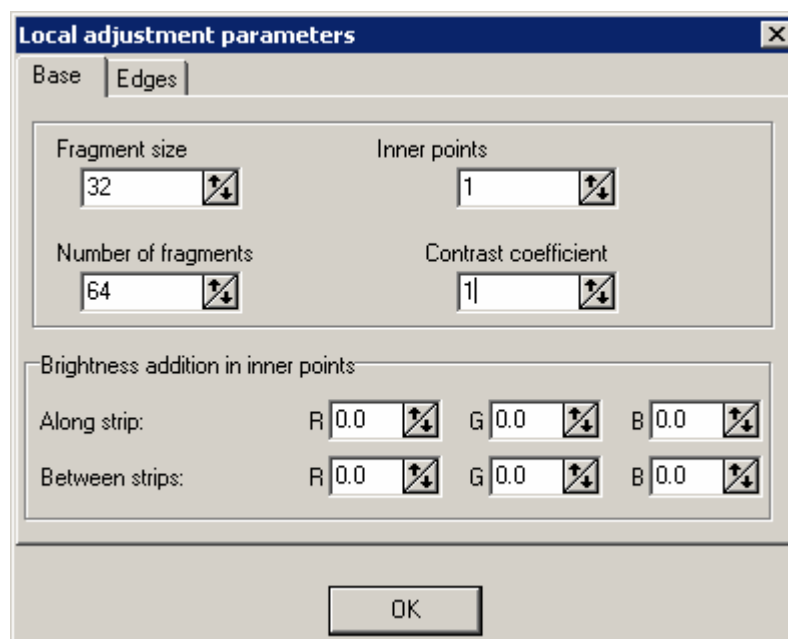 Local adjustment parameters
Base Edges
Fragment size Inner points
32 1
Number of fragments Contrast coefficient
64 1
Brightness addition in inner points
Along strip: R 0.0 G 0.0 B 0.0
Between strips: R 0.0 G 0.0 B 0.0
OK